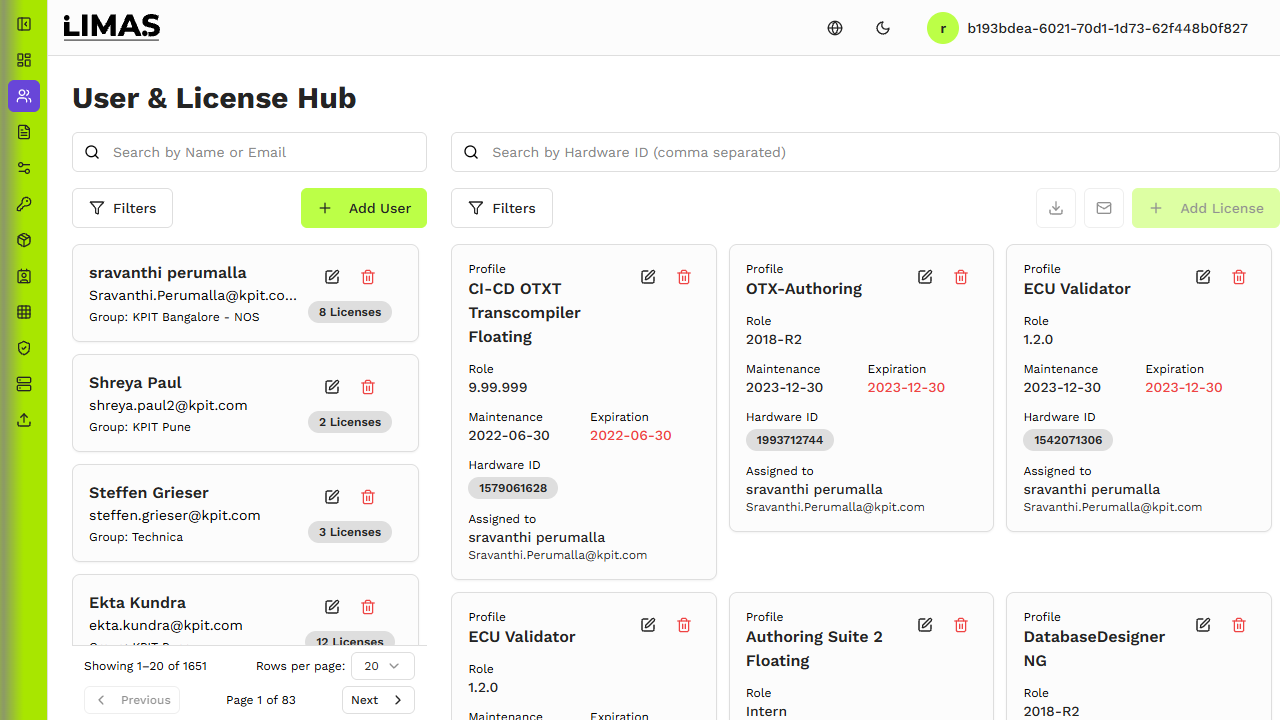 LIMAS
r
b193bdea-6021-70d1-1d73-62f448b0f827
User & License Hub
Search by Name or Email
Filters
Add User
sravanthi perumalla
Sravanthi.Perumalla@kpit.co...
Group: KPIT Bangalore - NOS
8 Licenses
Shreya Paul
shreya.paul2@kpit.com
Group: KPIT Pune
2 Licenses
Steffen Grieser
steffen.grieser@kpit.com
Group: Technica
3 Licenses
Ekta Kundra
ekta.kundra@kpit.com
12 Licenses
Showing 1–20 of 1651
Rows per page:
20
Previous
Page 1 of 83
Next
Search by Hardware ID (comma separated)
Filters
Add License
Profile
CI-CD OTXT
Transcompiler
Floating
Role
9.99.999
Maintenance
2022-06-30
Expiration
2022-06-30
Hardware ID
1579061628
Assigned to
sravanthi perumalla
Sravanthi.Perumalla@kpit.com
Profile
OTX-Authoring
Role
2018-R2
Maintenance
2023-12-30
Expiration
2023-12-30
Hardware ID
1993712744
Assigned to
sravanthi perumalla
Sravanthi.Perumalla@kpit.com
Profile
ECU Validator
Role
1.2.0
Maintenance
2023-12-30
Expiration
2023-12-30
Hardware ID
1542071306
Assigned to
sravanthi perumalla
Sravanthi.Perumalla@kpit.com
Profile
ECU Validator
Role
1.2.0
Maintenance
Expiration
Profile
Authoring Suite 2
Floating
Role
Intern
Profile
DatabaseDesigner
NG
Role
2018-R2